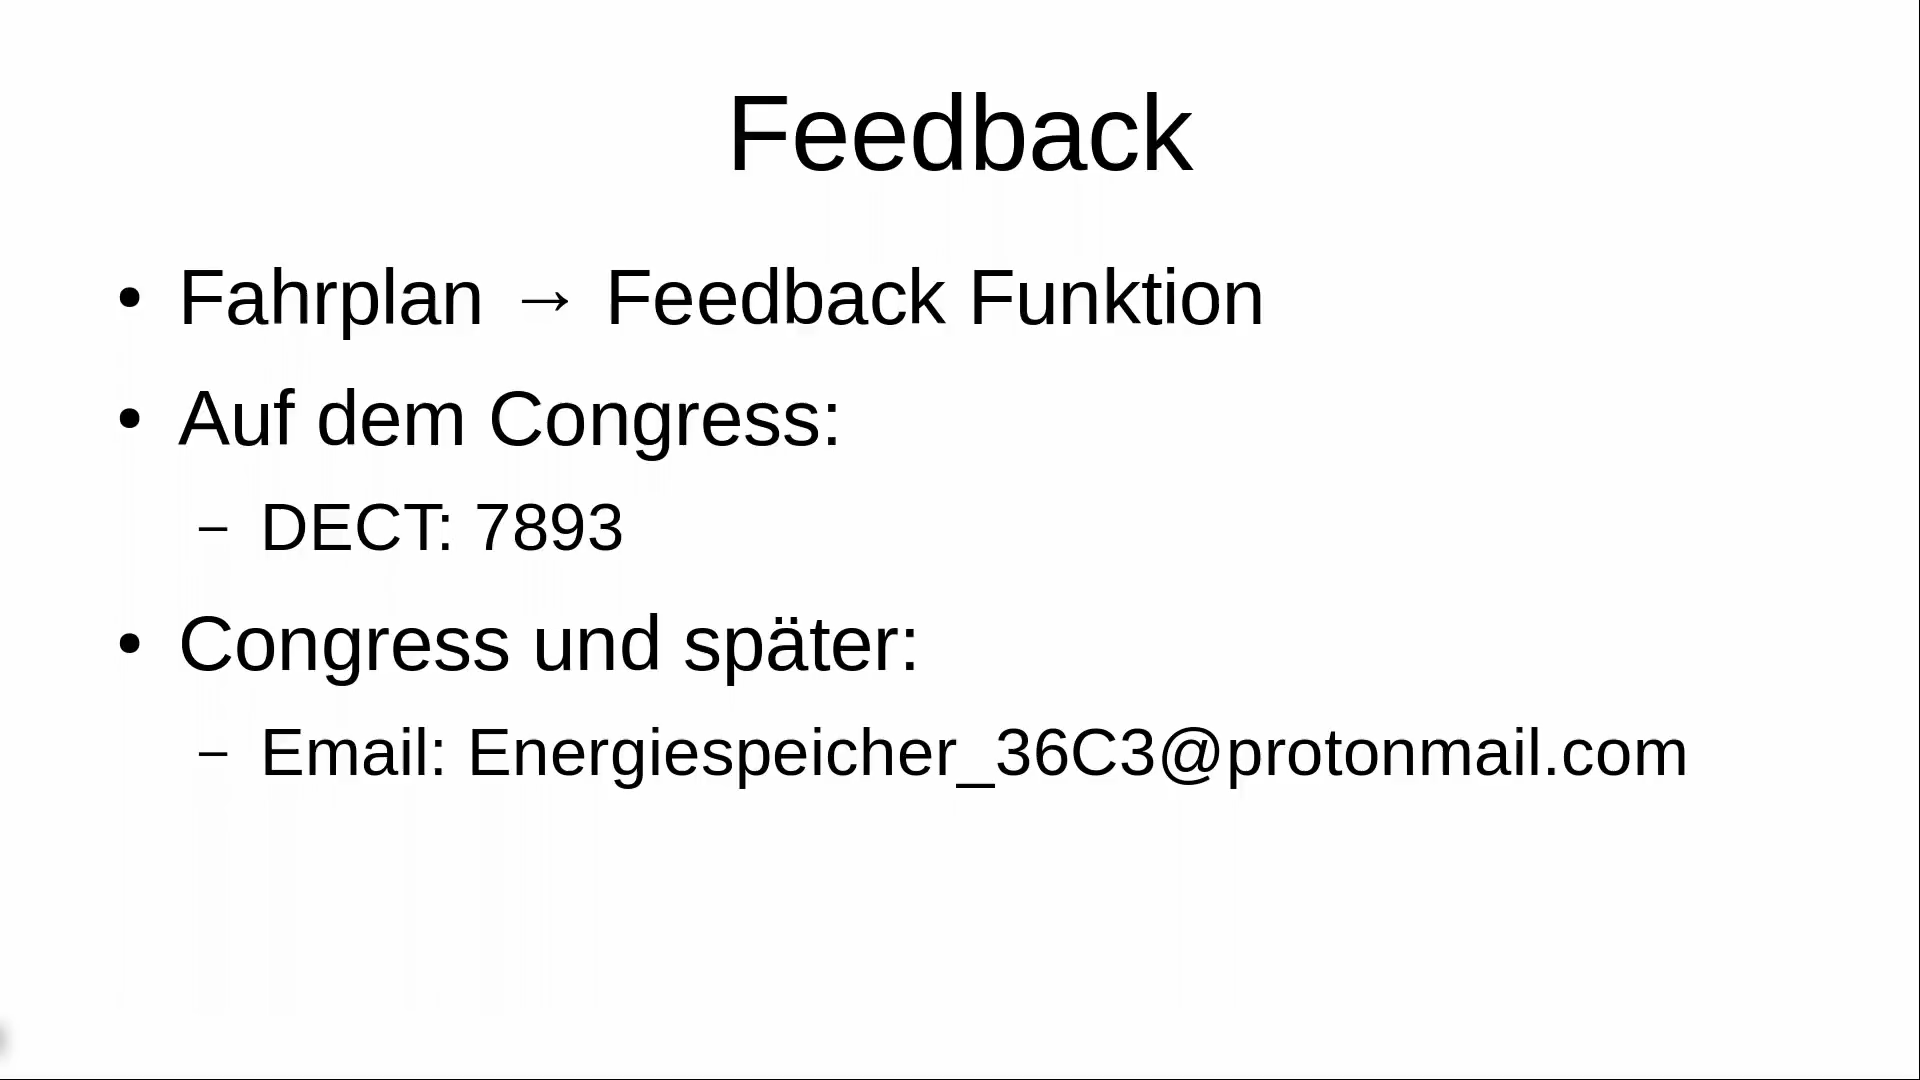 Feedback
• Fahrplan → Feedback Funktion
• Auf dem Congress:
– DECT: 7893
• Congress und später:
– Email: Energiespeicher_36C3@protonmail.com